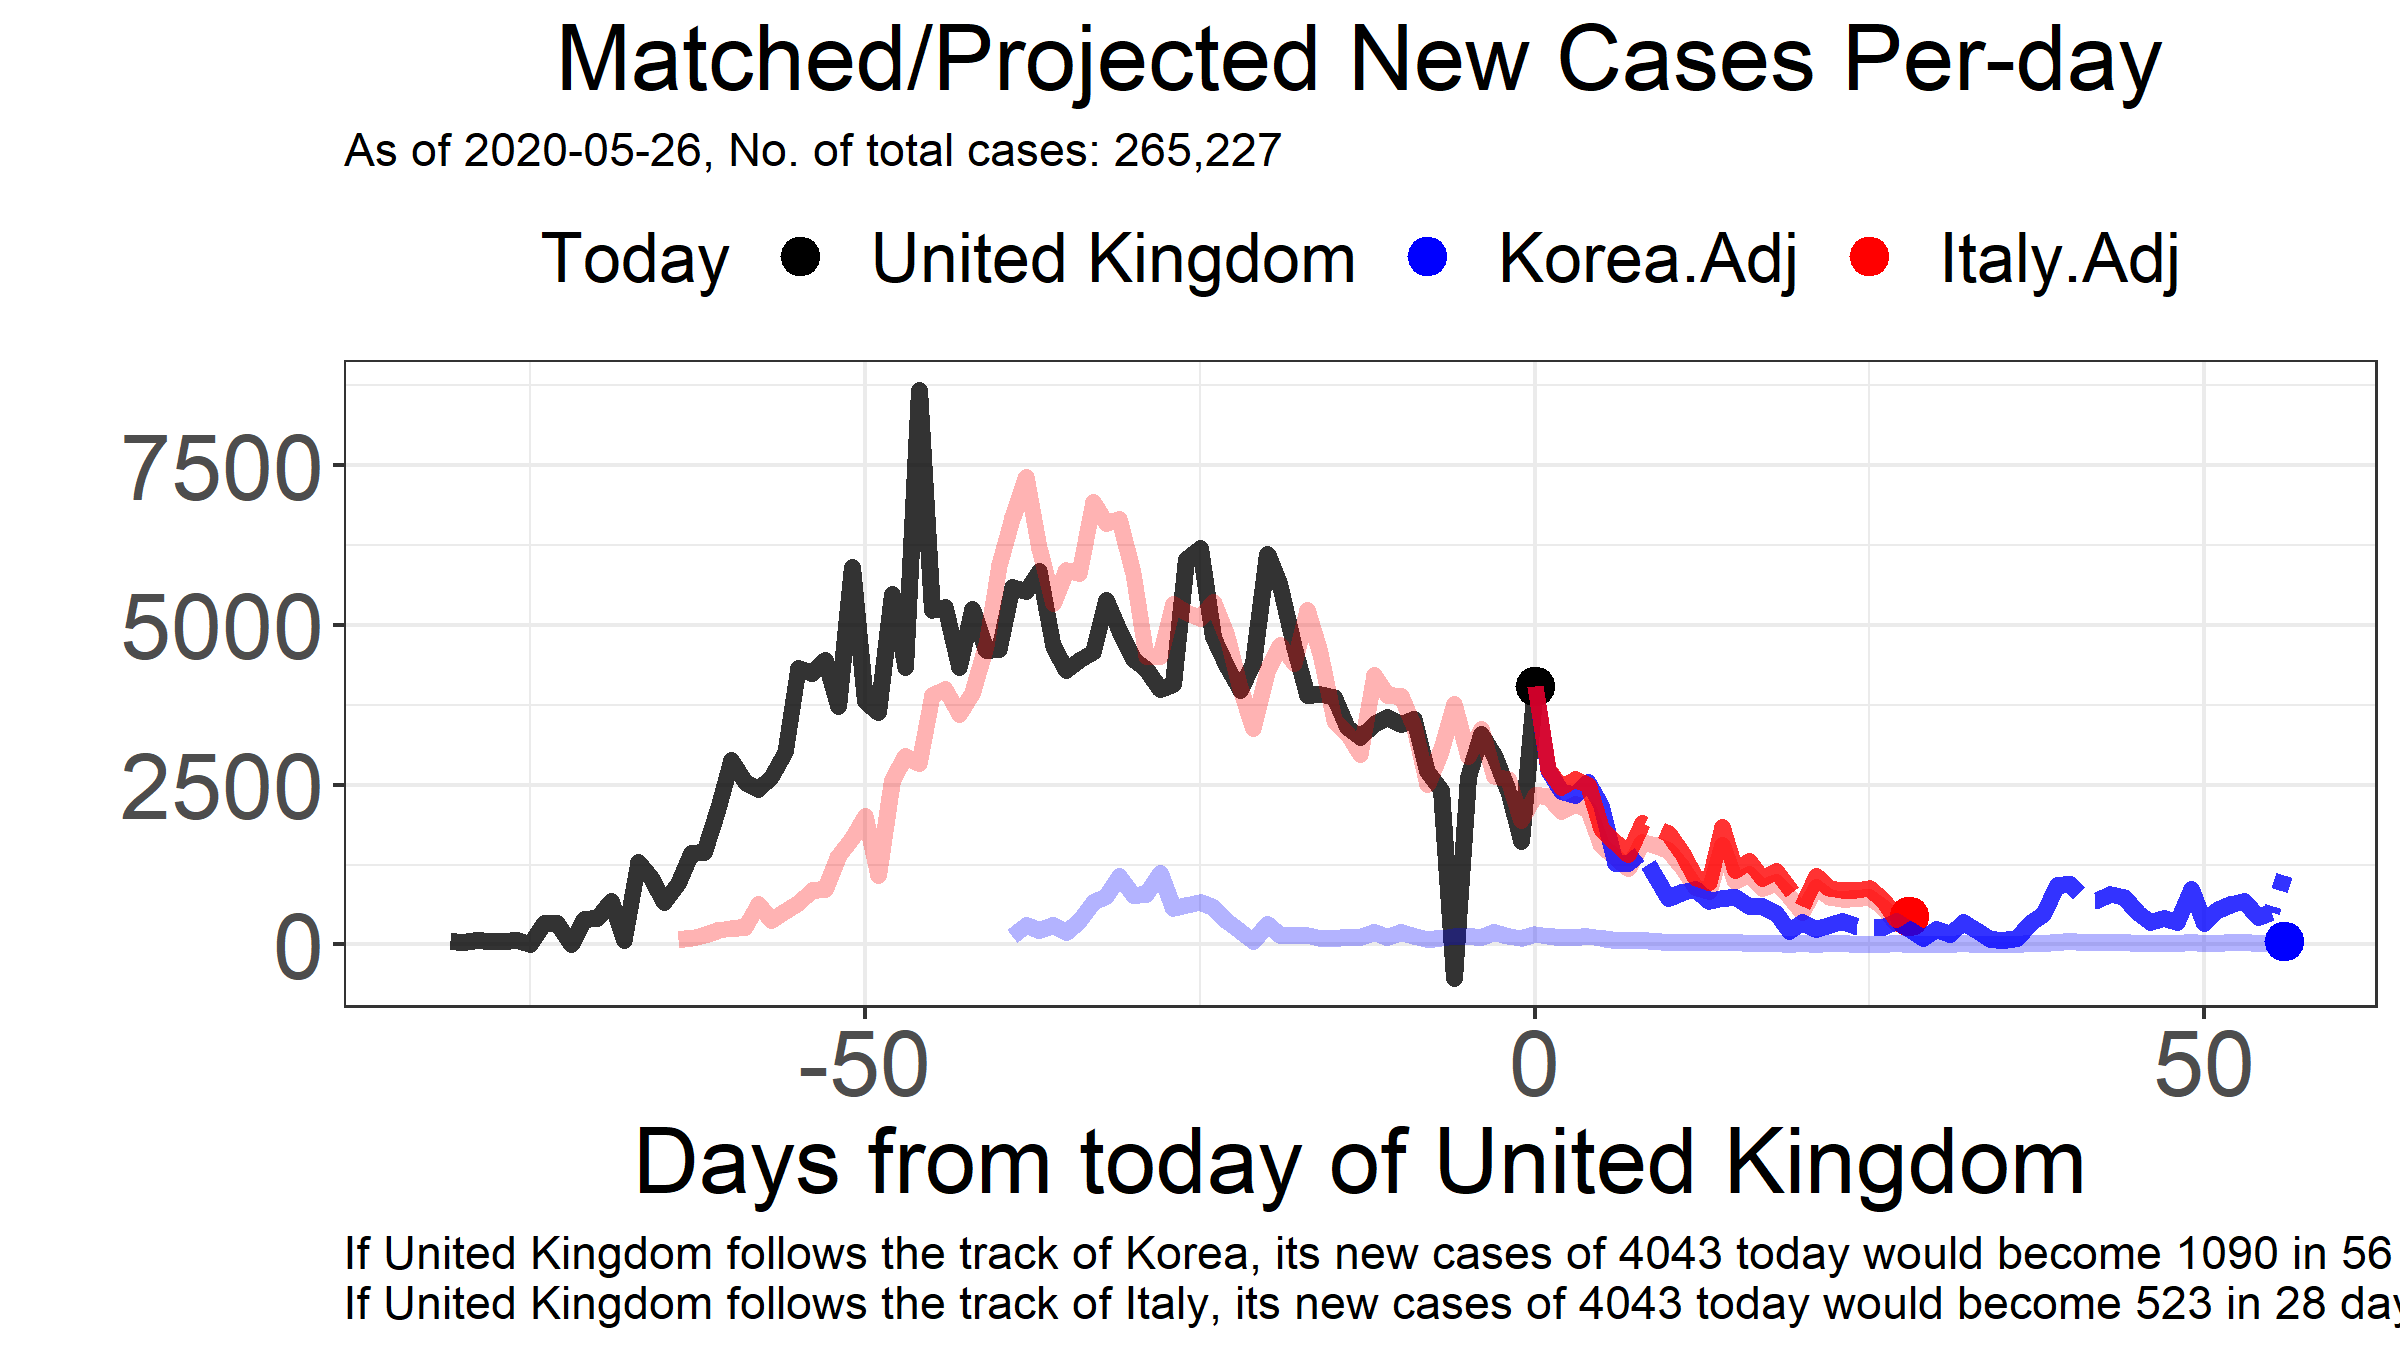 Matched/Projected New Cases Per-day
As of 2020-05-26, No. of total cases: 265,227
Today United Kingdom Korea.Adj Italy.Adj
7500
5000
2500
0
-50 0 50
Days from today of United Kingdom
If United Kingdom follows the track of Korea, its new cases of 4043 today would become 1090 in 56
If United Kingdom follows the track of Italy, its new cases of 4043 today would become 523 in 28 day